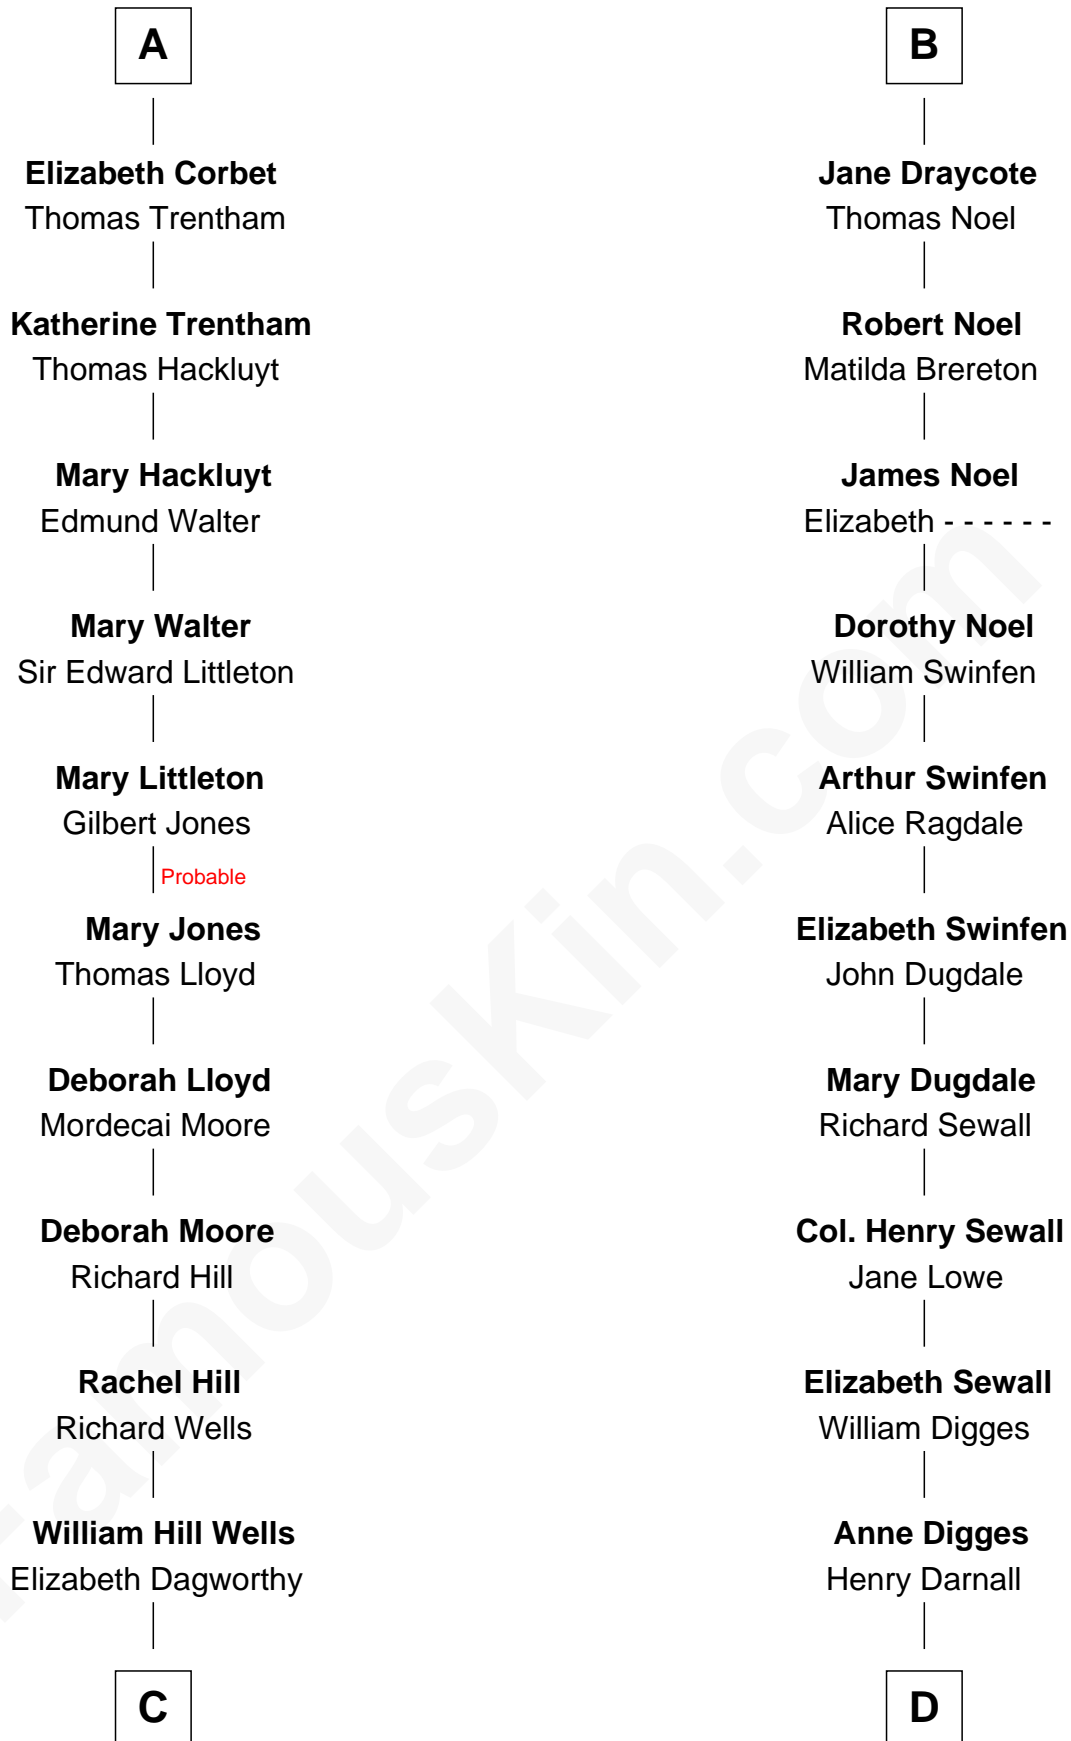 A
Elizabeth Corbet
Thomas Trentham
Katherine Trentham
Thomas Hackluyt
Mary Hackluyt
Edmund Walter
Mary Walter
Sir Edward Littleton
Mary Littleton
Gilbert Jones
Probable
Mary Jones
Thomas Lloyd
Deborah Lloyd
Mordecai Moore
Deborah Moore
Richard Hill
Rachel Hill
Richard Wells
William Hill Wells
Elizabeth Dagworthy
C
B
Jane Draycote
Thomas Noel
Robert Noel
Matilda Brereton
James Noel
Elizabeth - - - - - -
Dorothy Noel
William Swinfen
Arthur Swinfen
Alice Ragdale
Elizabeth Swinfen
John Dugdale
Mary Dugdale
Richard Sewall
Col. Henry Sewall
Jane Lowe
Elizabeth Sewall
William Digges
Anne Digges
Henry Darnall
D
FamousKin.com